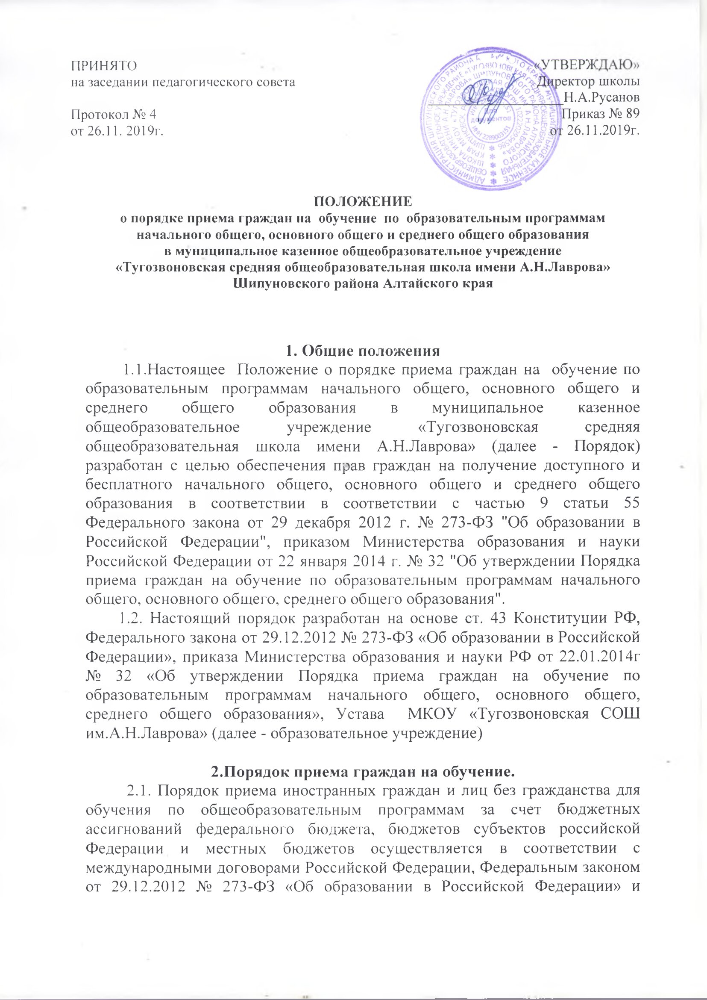 ПРИНЯТО
на заседании педагогического совета
Протокол № 4
от 26.11. 2019г.
«УТВЕРЖДАЮ»
Директор школы
Н.А.Русанов
Приказ № 89
от 26.11.2019г.
Для
документов
ИНН 2289003151
ПОЛОЖЕНИЕ
о порядке приема граждан на обучение по образовательным программам
начального общего, основного общего и среднего общего образования
в муниципальное казенное общеобразовательное учреждение
«Тугозвоновская средняя общеобразовательная школа имени А.Н.Лаврова»
Шипуновского района Алтайского края
1. Общие положения
1.1.Настоящее Положение о порядке приема граждан на обучение по
образовательным программам начального общего, основного общего и
среднего общего образования в муниципальное казенное
общеобразовательное учреждение «Тугозвоновская средняя
общеобразовательная школа имени А.Н.Лаврова» (далее - Порядок)
разработан с целью обеспечения прав граждан на получение доступного и
бесплатного начального общего, основного общего и среднего общего
образования в соответствии в соответствии с частью 9 статьи 55
Федерального закона от 29 декабря 2012 г. № 273-ФЗ "Об образовании в
Российской Федерации", приказом Министерства образования и науки
Российской Федерации от 22 января 2014 г. № 32 "Об утверждении Порядка
приема граждан на обучение по образовательным программам начального
общего, основного общего, среднего общего образования".
1.2. Настоящий порядок разработан на основе ст. 43 Конституции РФ,
Федерального закона от 29.12.2012 № 273-ФЗ «Об образовании в Российской
Федерации», приказа Министерства образования и науки РФ от 22.01.2014г
№ 32 «Об утверждении Порядка приема граждан на обучение по
образовательным программам начального общего, основного общего,
среднего общего образования», Устава МКОУ «Тугозвоновская СОШ
им.А.Н.Лаврова» (далее - образовательное учреждение)
2.Порядок приема граждан на обучение.
2.1. Порядок приема иностранных граждан и лиц без гражданства для
обучения по общеобразовательным программам за счет бюджетных
ассигнований федерального бюджета, бюджетов субъектов российской
Федерации и местных бюджетов осуществляется в соответствии с
международными договорами Российской Федерации, Федеральным законом
от 29.12.2012 № 273-ФЗ «Об образовании в Российской Федерации» и